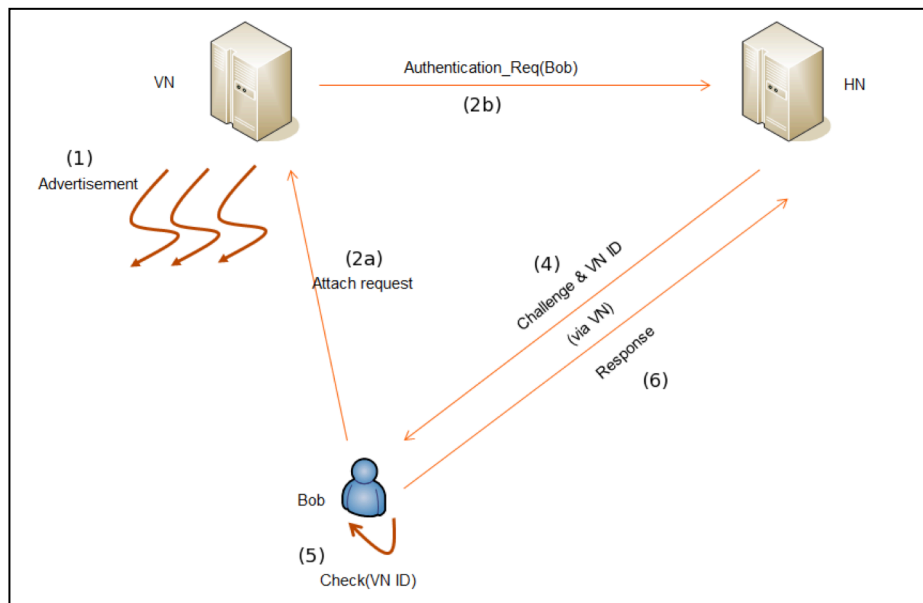 VN
Authentication_Req(Bob)
(2b)
HN
(1)
Advertisement
(2a)
Attach request
(4)
Challenge & VN ID
(via VN)
Response
(6)
Bob
(5)
Check(VN ID)